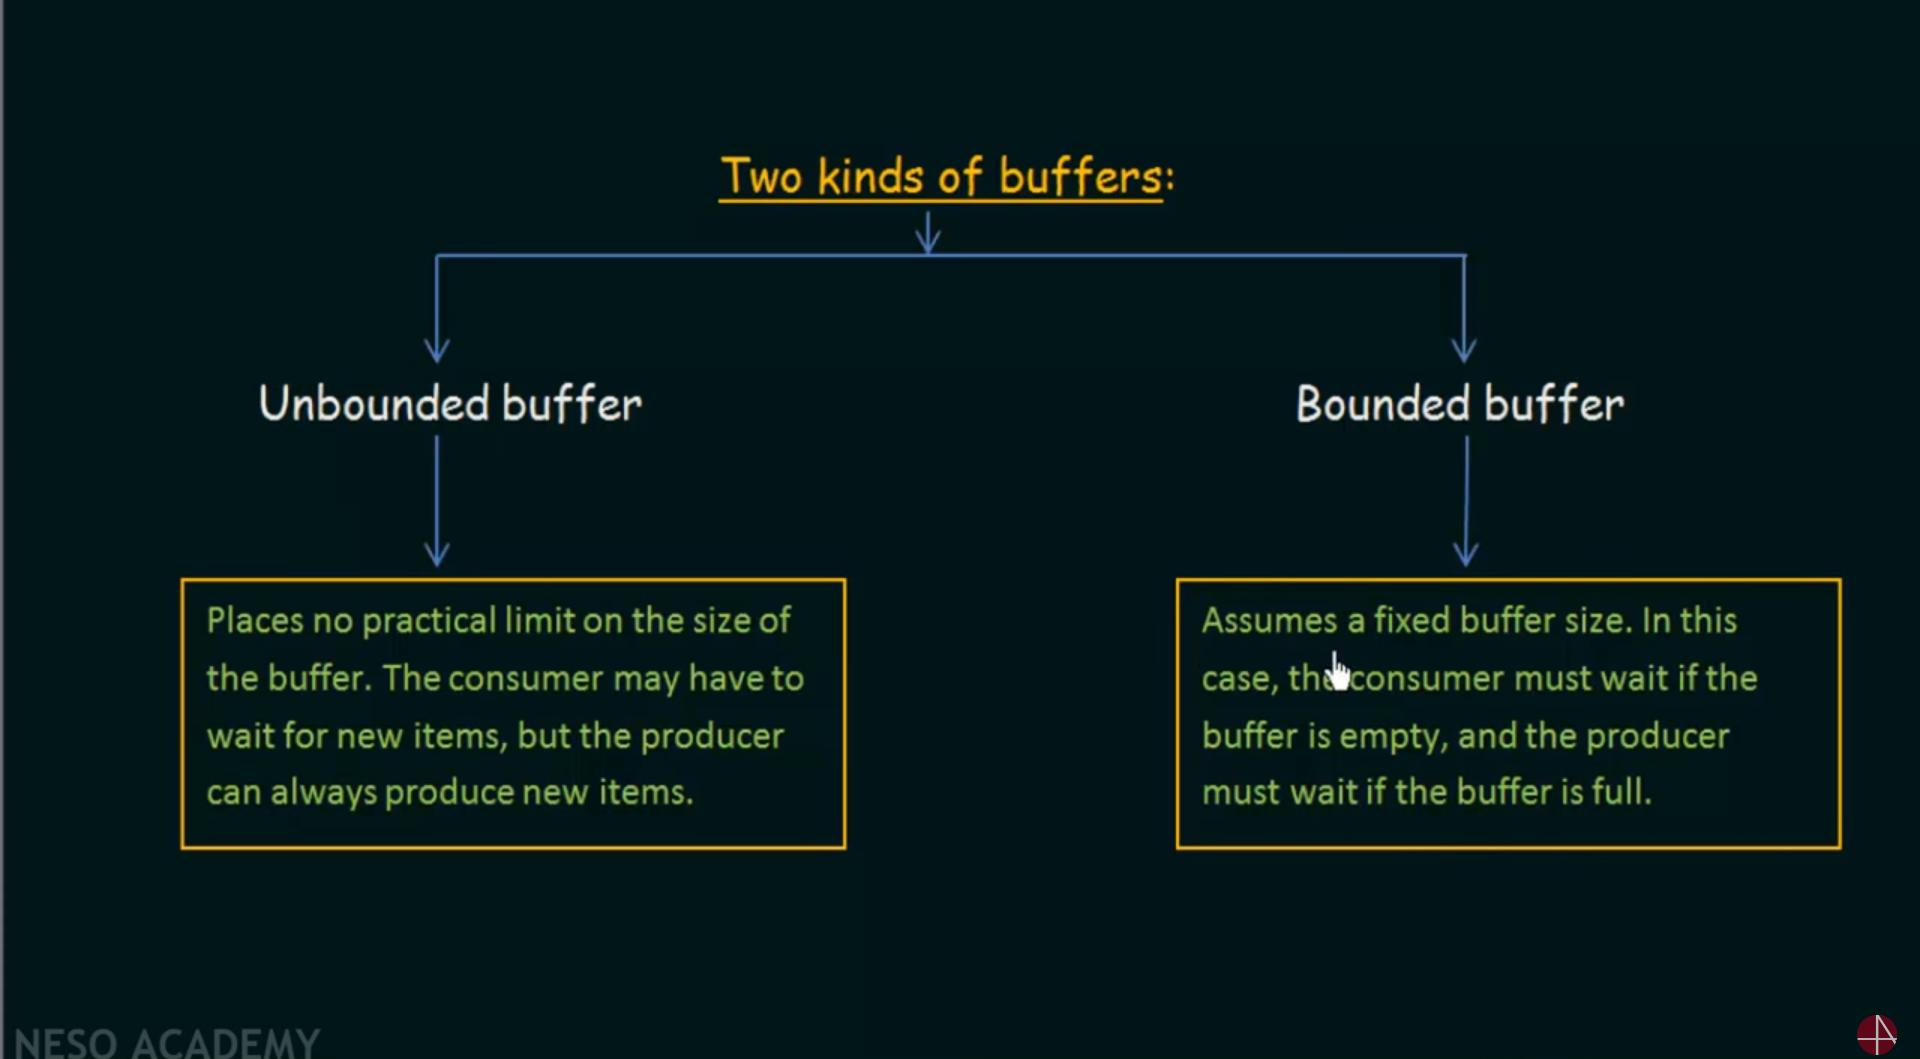 Two kinds of buffers:
Unbounded buffer
Places no practical limit on the size of
the buffer. The consumer may have to
wait for new items, but the producer
can always produce new items.
Bounded buffer
Assumes a fixed buffer size. In this
case, the consumer must wait if the
buffer is empty, and the producer
must wait if the buffer is full.
NESO ACADEMY